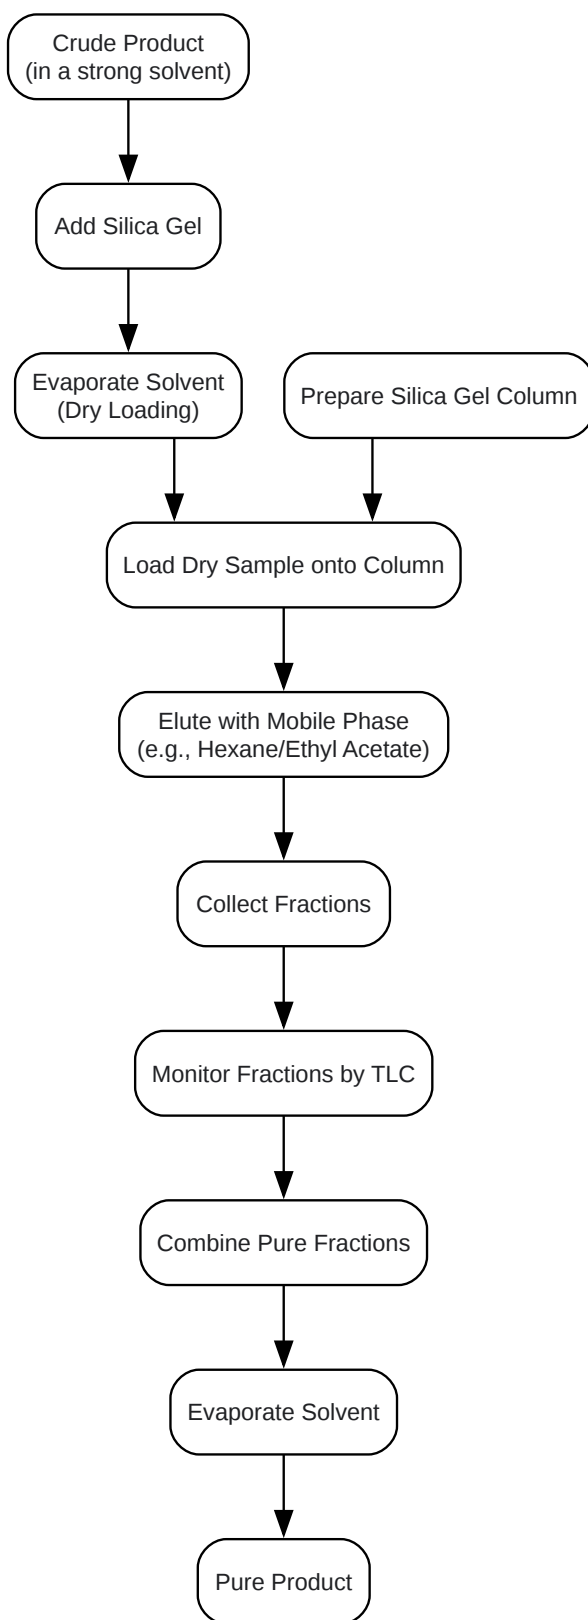 Crude Product
(in a strong solvent)
Add Silica Gel
Evaporate Solvent
(Dry Loading)
Prepare Silica Gel Column
Load Dry Sample onto Column
Elute with Mobile Phase
(e.g., Hexane/Ethyl Acetate)
Collect Fractions
Monitor Fractions by TLC
Combine Pure Fractions
Evaporate Solvent
Pure Product